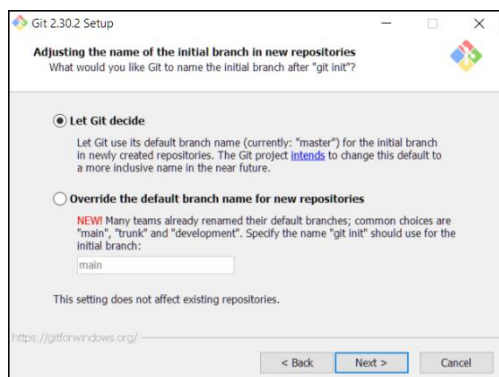 Git 2.30.2 Setup
Adjusting the name of the initial branch in new repositories
What would you like Git to name the initial branch after "git init"?
Let Git decide
Let Git use its default branch name (currently: "master") for the initial branch
in newly created repositories. The Git project intends to change this default to
a more inclusive name in the near future.
Override the default branch name for new repositories
NEW! Many teams already renamed their default branches; common choices are
"main", "trunk" and "development". Specify the name "git init" should use for the
initial branch:
main
This setting does not affect existing repositories.
https://gitforwindows.org/
< Back Next > Cancel